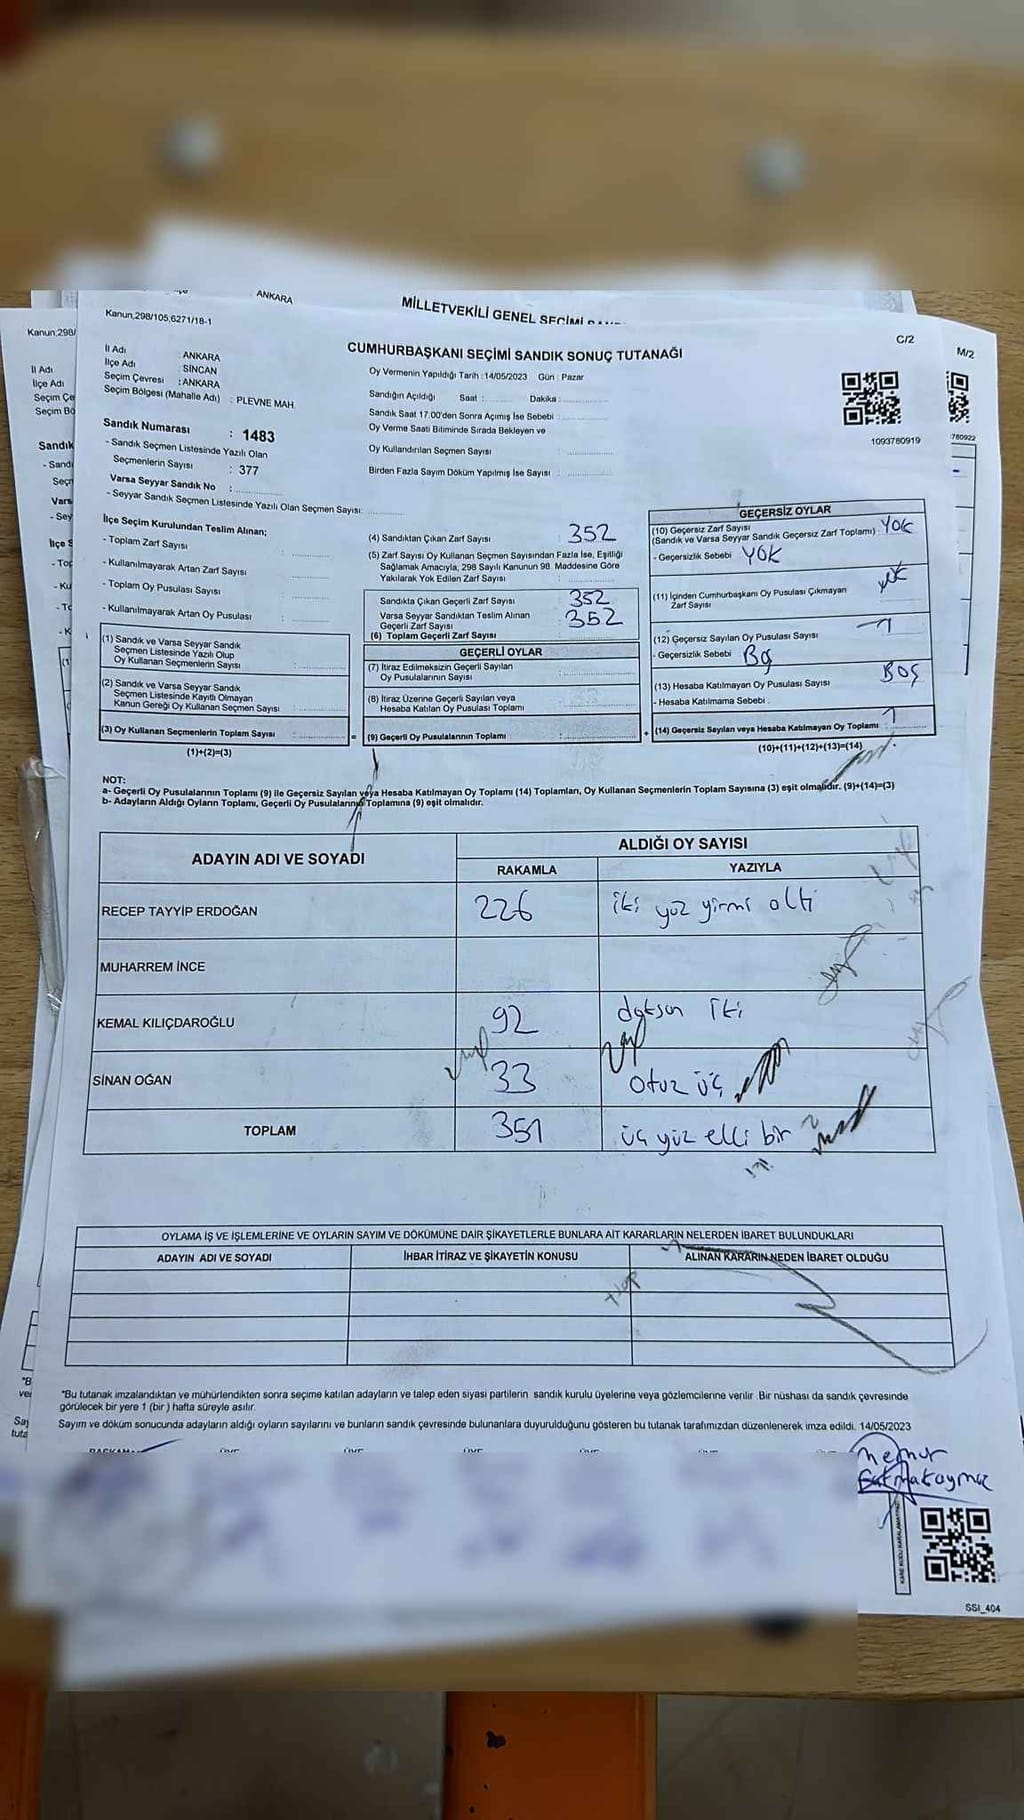 ANKARA
MİLLETVEKİLİ GENEL SEÇİMİ
Kanun,298/
Kanun,298/105,6271/18-1
C/2
M/2
CUMHURBAŞKANI SEÇİMİ SANDIK SONUÇ TUTANAĞI
İl Adı : ANKARA
İlçe Adı : SİNCAN
Seçim Çevresi : ANKARA
Seçim Bölgesi (Mahalle Adı) : PLEVNE MAH.
Oy Vermenin Yapıldığı Tarih : 14/05/2023 Gün : Pazar
Sandığın Açıldığı Saat : Dakika :
Sandık Saat 17:00'den Sonra Açılmış İse Sebebi :
Oy Verme Saati Bitiminde Sırada Bekleyen ve
Oy Kullandırılan Seçmen Sayısı :
Birden Fazla Sayım Döküm Yapılmış İse Sayısı :
1093780919
780922
Sandık Numarası : 1483
- Sandık Seçmen Listesinde Yazılı Olan
Seçmenlerin Sayısı : 377
Varsa Seyyar Sandık No :
- Seyyar Sandık Seçmen Listesinde Yazılı Olan Seçmen Sayısı:
İlçe Seçim Kurulundan Teslim Alınan;
- Toplam Zarf Sayısı :
- Kullanılmayarak Artan Zarf Sayısı :
- Toplam Oy Pusulası Sayısı :
- Kullanılmayarak Artan Oy Pusulası :
(1) Sandık ve Varsa Seyyar Sandık
Seçmen Listesinde Yazılı Olup
Oy Kullanan Seçmenlerin Sayısı :
(2) Sandık ve Varsa Seyyar Sandık
Seçmen Listesinde Kayıtlı Olmayan
Kanun Gereği Oy Kullanan Seçmen Sayısı :
(3) Oy Kullanan Seçmenlerin Toplam Sayısı :
(1)+(2)=(3)
(4) Sandıktan Çıkan Zarf Sayısı 352
(5) Zarf Sayısı Oy Kullanan Seçmen Sayısından Fazla İse, Eşitliği
Sağlamak Amacıyla, 298 Sayılı Kanunun 98. Maddesine Göre
Yakılarak Yok Edilen Zarf Sayısı :
Sandıkta Çıkan Geçerli Zarf Sayısı 352
Varsa Seyyar Sandıktan Teslim Alınan
Geçerli Zarf Sayısı 352
(6) Toplam Geçerli Zarf Sayısı
GEÇERLİ OYLAR
(7) İtiraz Edilmeksizin Geçerli Sayılan
Oy Pusulalarının Sayısı :
(8) İtiraz Üzerine Geçerli Sayılan veya
Hesaba Katılan Oy Pusulası Toplamı :
(9) Geçerli Oy Pusulalarının Toplamı :
GEÇERSİZ OYLAR
(10) Geçersiz Zarf Sayısı
(Sandık ve Varsa Seyyar Sandık Geçersiz Zarf Toplamı) : YOK
- Geçersizlik Sebebi YOK
(11) İçinden Cumhurbaşkanı Oy Pusulası Çıkmayan
Zarf Sayısı
(12) Geçersiz Sayılan Oy Pusulası Sayısı 1
- Geçersizlik Sebebi
(13) Hesaba Katılmayan Oy Pusulası Sayısı BOŞ
- Hesaba Katılmama Sebebi :
(14) Geçersiz Sayılan veya Hesaba Katılmayan Oy Toplamı : 1
(10)+(11)+(12)+(13)=(14)
NOT:
a- Geçerli Oy Pusulalarının Toplamı (9) ile Geçersiz Sayılan veya Hesaba Katılmayan Oy Toplamı (14) Toplamları, Oy Kullanan Seçmenlerin Toplam Sayısına (3) eşit olmalıdır. (9)+(14)=(3)
b- Adayların Aldığı Oyların Toplamı, Geçerli Oy Pusulalarının Toplamına (9) eşit olmalıdır.
ADAYIN ADI VE SOYADI
ALDIĞI OY SAYISI
RAKAMLA YAZIYLA
RECEP TAYYİP ERDOĞAN 226 iki yüz yirmi altı
MUHARREM İNCE
KEMAL KILIÇDAROĞLU 92 doksan iki
SİNAN OĞAN 33 otuz üç
TOPLAM 351 üç yüz elli bir
OYLAMA İŞ VE İŞLEMLERİNE VE OYLARIN SAYIM VE DÖKÜMÜNE DAİR ŞİKAYETLERLE BUNLARA AİT KARARLARIN NELERDEN İBARET BULUNDUKLARI
ADAYIN ADI VE SOYADI İHBAR İTİRAZ VE ŞİKAYETİN KONUSU ALINAN KARARIN NEDEN İBARET OLDUĞU
*Bu tutanak imzalandıktan ve mühürlendikten sonra seçime katılan adayların ve talep eden siyasi partilerin sandık kurulu üyelerine veya gözlemcilerine verilir. Bir nüshası da sandık çevresinde
görülecek bir yere 1 (bir ) hafta süreyle asılır.
Sayım ve döküm sonucunda adayların aldığı oyların sayılarını ve bunların sandık çevresinde bulunanlara duyurulduğunu gösteren bu tutanak tarafımızdan düzenlenerek imza edildi. 14/05/2023
BAŞKAN ÜYE ÜYE ÜYE ÜYE ÜYE ÜYE
SSI_404